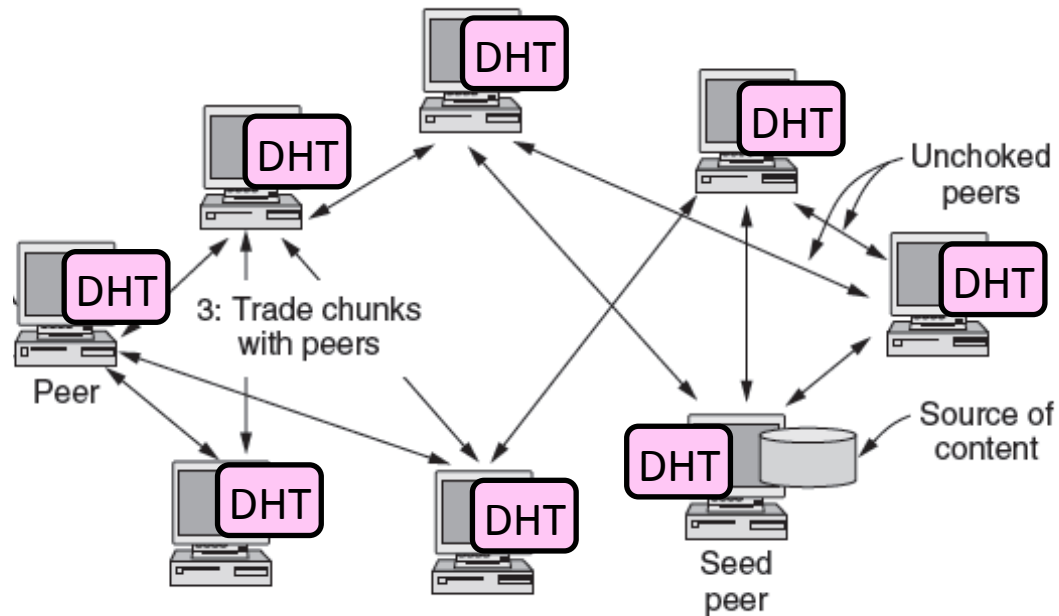 DHT
DHT
DHT
DHT
Unchoked
peers
DHT
DHT
3: Trade chunks
with peers
Peer
Source of
content
DHT
DHT
DHT
Seed
peer